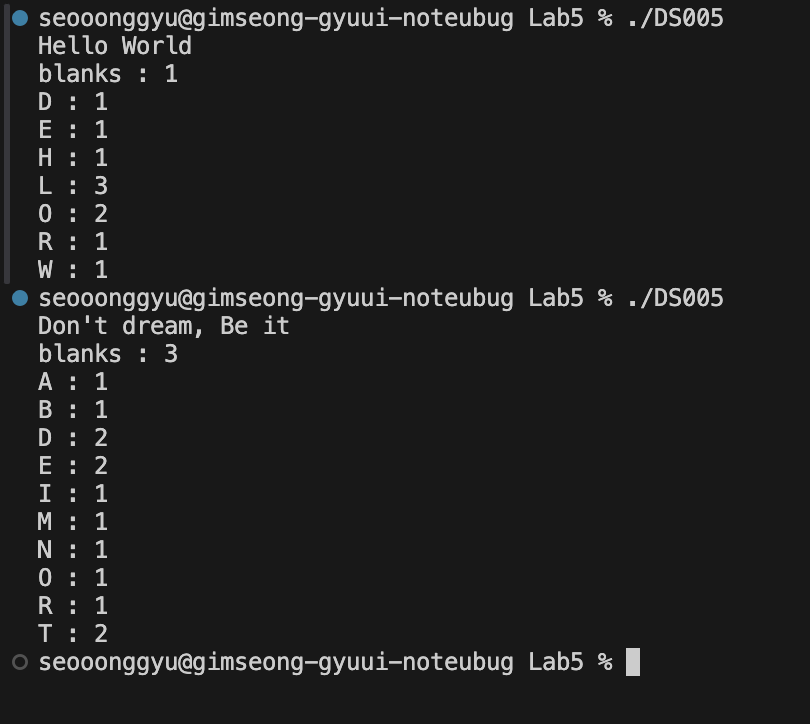 seooonggyu@gimseong-gyuui-noteubug Lab5 % ./DS005
Hello World
blanks : 1
D : 1
E : 1
H : 1
L : 3
O : 2
R : 1
W : 1
seooonggyu@gimseong-gyuui-noteubug Lab5 % ./DS005
Don't dream, Be it
blanks : 3
A : 1
B : 1
D : 2
E : 2
I : 1
M : 1
N : 1
O : 1
R : 1
T : 2
seooonggyu@gimseong-gyuui-noteubug Lab5 %